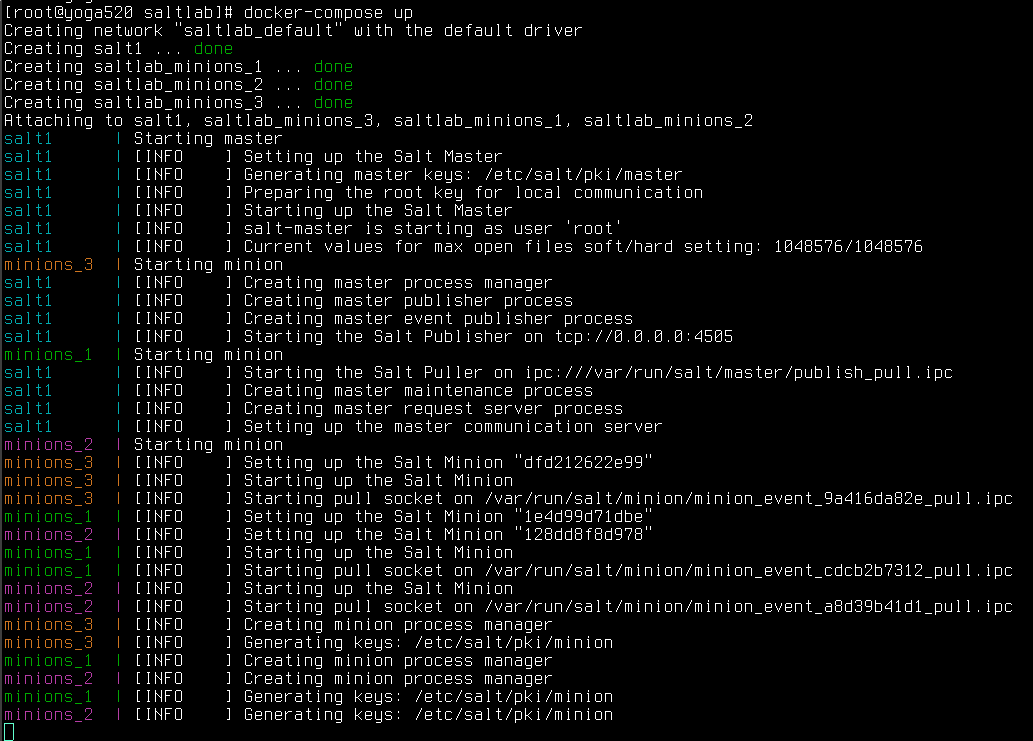 [root@yoga520 saltlab]# docker-compose up
Creating network "saltlab_default" with the default driver
Creating salt1 ... done
Creating saltlab_minions_1 ... done
Creating saltlab_minions_2 ... done
Creating saltlab_minions_3 ... done
Attaching to salt1, saltlab_minions_3, saltlab_minions_1, saltlab_minions_2
salt1      | Starting master
salt1      | [INFO    ] Setting up the Salt Master
salt1      | [INFO    ] Generating master keys: /etc/salt/pki/master
salt1      | [INFO    ] Preparing the root key for local communication
salt1      | [INFO    ] Starting up the Salt Master
salt1      | [INFO    ] salt-master is starting as user 'root'
salt1      | [INFO    ] Current values for max open files soft/hard setting: 1048576/1048576
minions_3  | Starting minion
salt1      | [INFO    ] Creating master process manager
salt1      | [INFO    ] Creating master publisher process
salt1      | [INFO    ] Creating master event publisher process
salt1      | [INFO    ] Starting the Salt Publisher on tcp://0.0.0.0:4505
minions_1  | Starting minion
salt1      | [INFO    ] Starting the Salt Puller on ipc:///var/run/salt/master/publish_pull.ipc
salt1      | [INFO    ] Creating master maintenance process
salt1      | [INFO    ] Creating master request server process
salt1      | [INFO    ] Setting up the master communication server
minions_2  | Starting minion
minions_3  | [INFO    ] Setting up the Salt Minion "dfd212622e99"
minions_3  | [INFO    ] Starting up the Salt Minion
minions_3  | [INFO    ] Starting pull socket on /var/run/salt/minion/minion_event_9a416da82e_pull.ipc
minions_1  | [INFO    ] Setting up the Salt Minion "1e4d99d71dbe"
minions_2  | [INFO    ] Setting up the Salt Minion "128dd8f8d978"
minions_1  | [INFO    ] Starting up the Salt Minion
minions_1  | [INFO    ] Starting pull socket on /var/run/salt/minion/minion_event_cdcb2b7312_pull.ipc
minions_2  | [INFO    ] Starting up the Salt Minion
minions_2  | [INFO    ] Starting pull socket on /var/run/salt/minion/minion_event_a8d39b41d1_pull.ipc
minions_3  | [INFO    ] Creating minion process manager
minions_3  | [INFO    ] Generating keys: /etc/salt/pki/minion
minions_1  | [INFO    ] Creating minion process manager
minions_2  | [INFO    ] Creating minion process manager
minions_1  | [INFO    ] Generating keys: /etc/salt/pki/minion
minions_2  | [INFO    ] Generating keys: /etc/salt/pki/minion